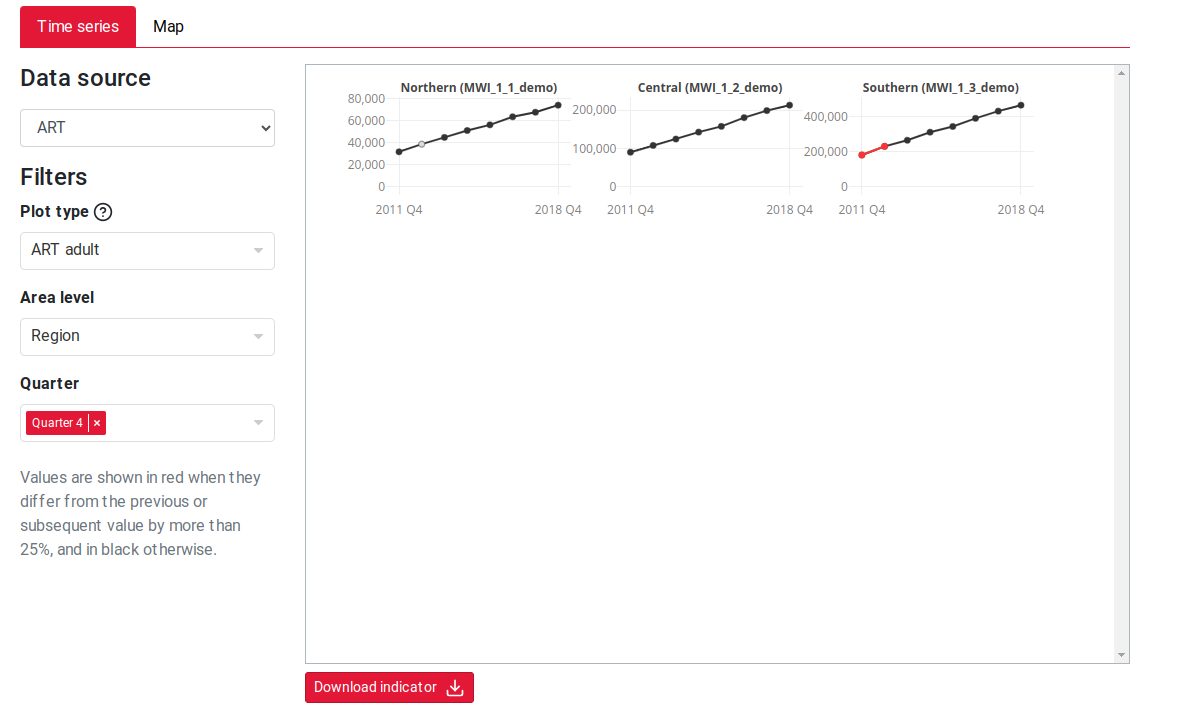 Time series
Map
Data source
ART
Filters
Plot type ?
ART adult
Area level
Region
Quarter
Quarter 4 ×
Values are shown in red when they
differ from the previous or
subsequent value by more than
25%, and in black otherwise.
Northern (MWI_1_1_demo)
80,000
60,000
40,000
20,000
0
2011 Q4
2018 Q4
Central (MWI_1_2_demo)
200,000
100,000
0
2011 Q4
2018 Q4
Southern (MWI_1_3_demo)
400,000
200,000
0
2011 Q4
2018 Q4
Download indicator